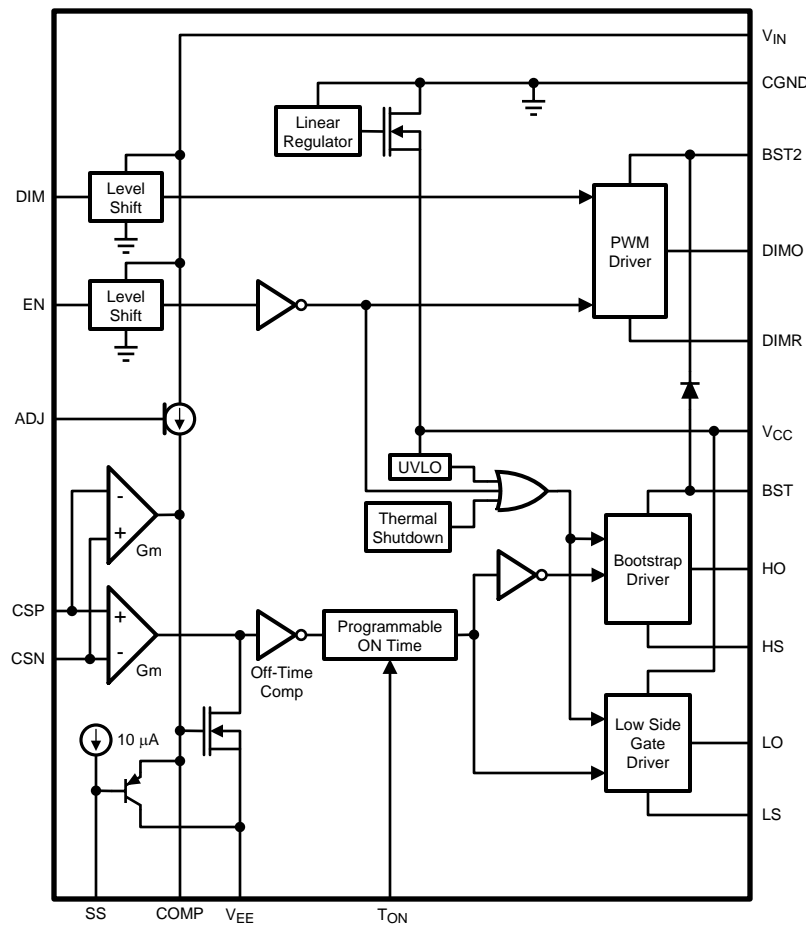 VIN
CGND
Linear
Regulator
BST2
DIM
Level
Shift
PWM
Driver
DIMO
EN
Level
Shift
DIMR
ADJ
VCC
UVLO
BST
-
+
Gm
Thermal
Shutdown
Bootstrap
Driver
HO
CSP
+
-
Gm
CSN
Off-Time
Comp
Programmable
ON Time
HS
10 μA
Low Side
Gate
Driver
LO
LS
SS
COMP
VEE
TON